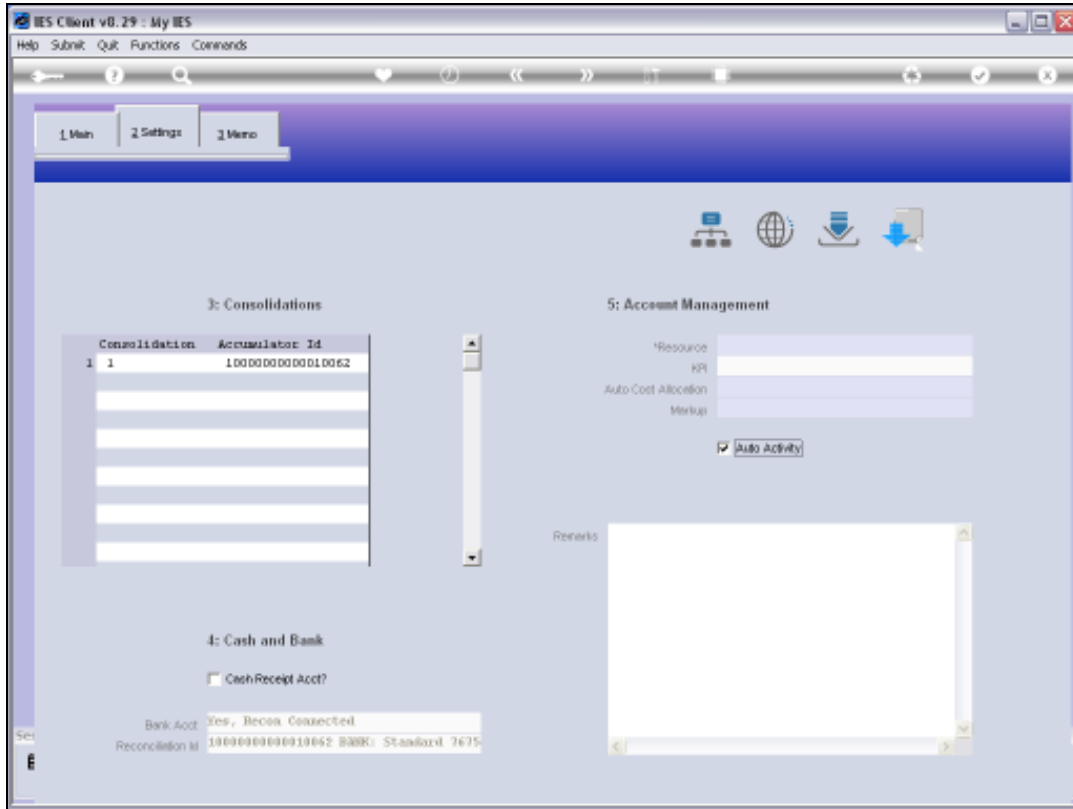 IES Client v8.29 : My IES
Help Submit Quit Functions Commands
1 Main
2 Settings
3 Memo
3: Consolidations
Consolidation Accumulator Id
1 1 10000000000010062
4: Cash and Bank
Cash Receipt Acct?
Bank Acct Yes, Recon Connected
Reconciliation Id 10000000000010062 BANK: Standard 7675
5: Account Management
*Resource
KPI
Auto Cost Allocation
Markup
Auto Activity
Remarks